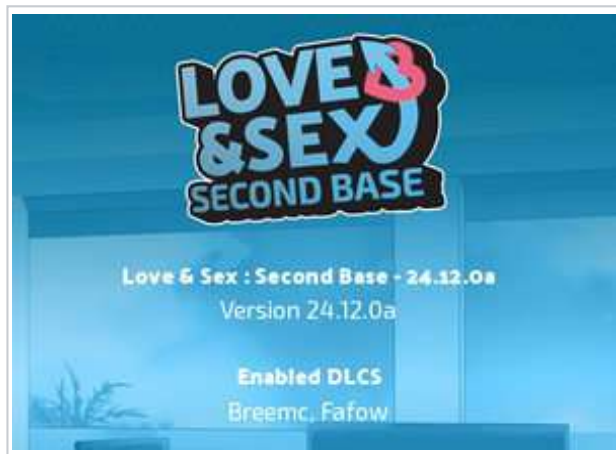 LOVE
&SEX
SECOND BASE
Love & Sex : Second Base - 24.12.0a
Version 24.12.0a
Enabled DLCS
Breemc, Fafow